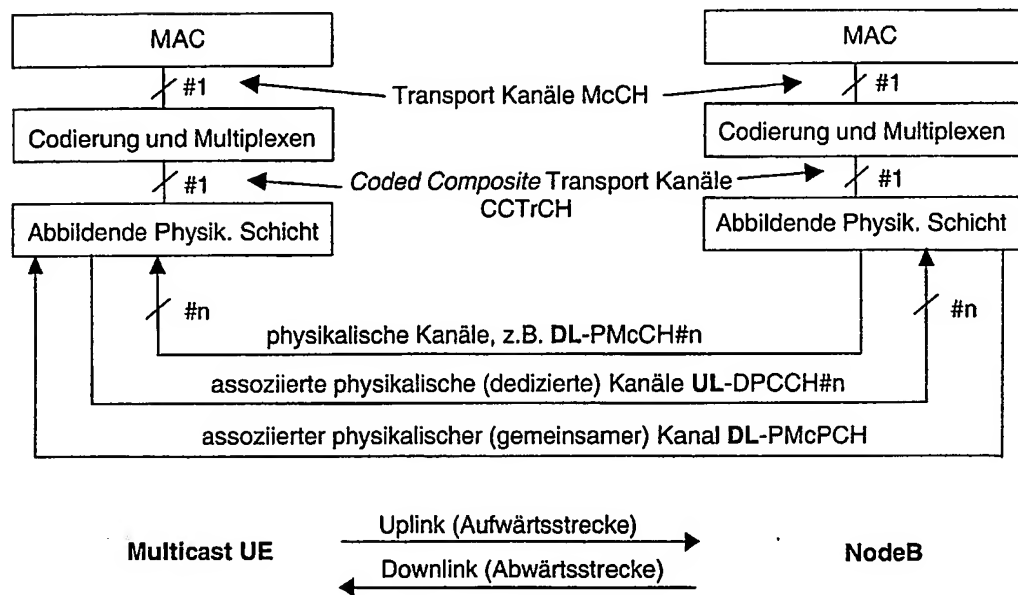 MAC
MAC
#1
#1
Transport Kanäle McCH
Codierung und Multiplexen
Codierung und Multiplexen
#1
#1
Coded Composite Transport Kanäle
CCTrCH
Abbildende Physik. Schicht
Abbildende Physik. Schicht
#n
#n
physikalische Kanäle, z.B. DL-PMcCH#n
assoziierte physikalische (dedizierte) Kanäle UL-DPCCH#n
assoziierter physikalischer (gemeinsamer) Kanal DL-PMcPCH
Uplink (Aufwärtsstrecke)
Multicast UE
NodeB
Downlink (Abwärtsstrecke)